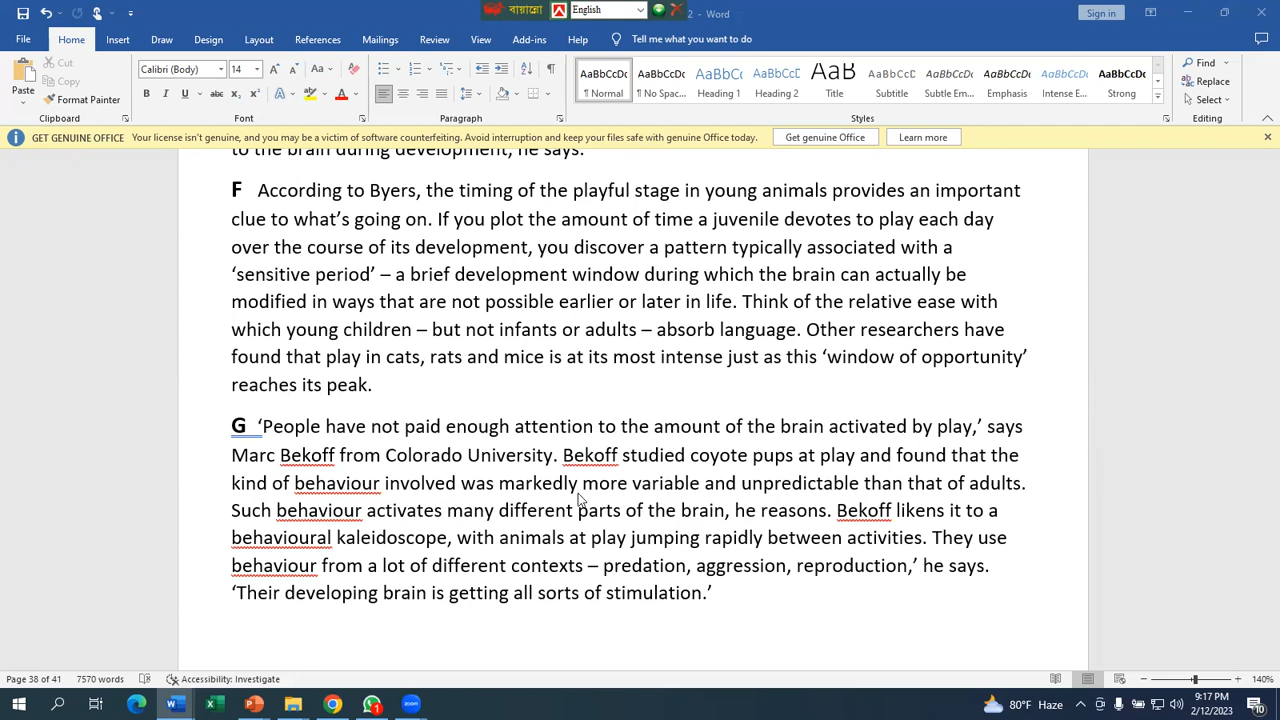 বায়ান্নো English 2 - Word Sign in
File Home Insert Draw Design Layout References Mailings Review View Add-ins Help Tell me what you want to do
Paste Cut Copy Format Painter
Calibri (Body) 14 A A Aa A
B I U ab x₂ x² A A
AaBbCcDc AaBbCcDc AaBbCc AaBbCcD AaB AaBbCcD AaBbCcDc AaBbCcDc AaBbCcDc AaBbCcDc
¶ Normal ¶ No Spac... Heading 1 Heading 2 Title Subtitle Subtle Em... Emphasis Intense E... Strong
Find Replace Select
Clipboard Font Paragraph Styles Editing
GET GENUINE OFFICE Your license isn't genuine, and you may be a victim of software counterfeiting. Avoid interruption and keep your files safe with genuine Office today. Get genuine Office Learn more
to the brain during development, he says.
F According to Byers, the timing of the playful stage in young animals provides an important
clue to what’s going on. If you plot the amount of time a juvenile devotes to play each day
over the course of its development, you discover a pattern typically associated with a
‘sensitive period’ – a brief development window during which the brain can actually be
modified in ways that are not possible earlier or later in life. Think of the relative ease with
which young children – but not infants or adults – absorb language. Other researchers have
found that play in cats, rats and mice is at its most intense just as this ‘window of opportunity’
reaches its peak.
G ‘People have not paid enough attention to the amount of the brain activated by play,’ says
Marc Bekoff from Colorado University. Bekoff studied coyote pups at play and found that the
kind of behaviour involved was markedly more variable and unpredictable than that of adults.
Such behaviour activates many different parts of the brain, he reasons. Bekoff likens it to a
behavioural kaleidoscope, with animals at play jumping rapidly between activities. They use
behaviour from a lot of different contexts – predation, aggression, reproduction,’ he says.
‘Their developing brain is getting all sorts of stimulation.’
Page 38 of 41 7570 words Accessibility: Investigate 140%
zoom 1 80°F Haze 9:17 PM
2/12/2023 10